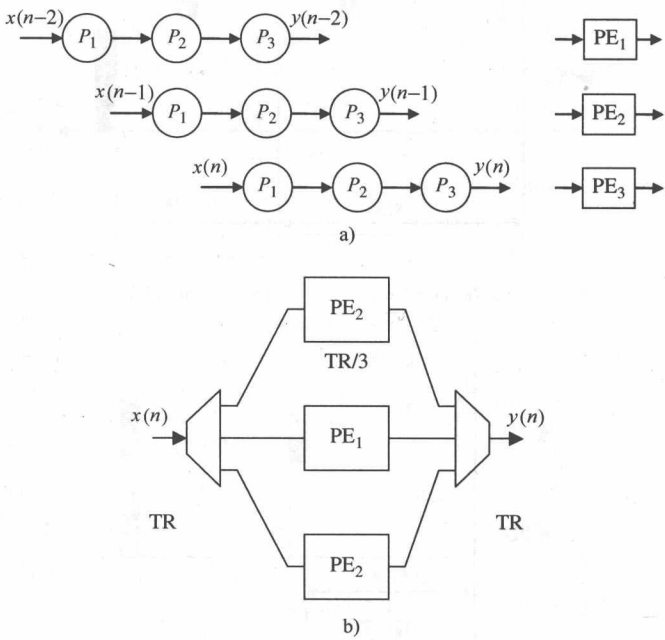 x(n−2) P1 P2 P3 y(n−2) PE1
x(n−1) P1 P2 P3 y(n−1) PE2
x(n) P1 P2 P3 y(n) PE3
a)
PE2
TR/3
x(n) PE1 y(n)
TR TR
PE2
b)